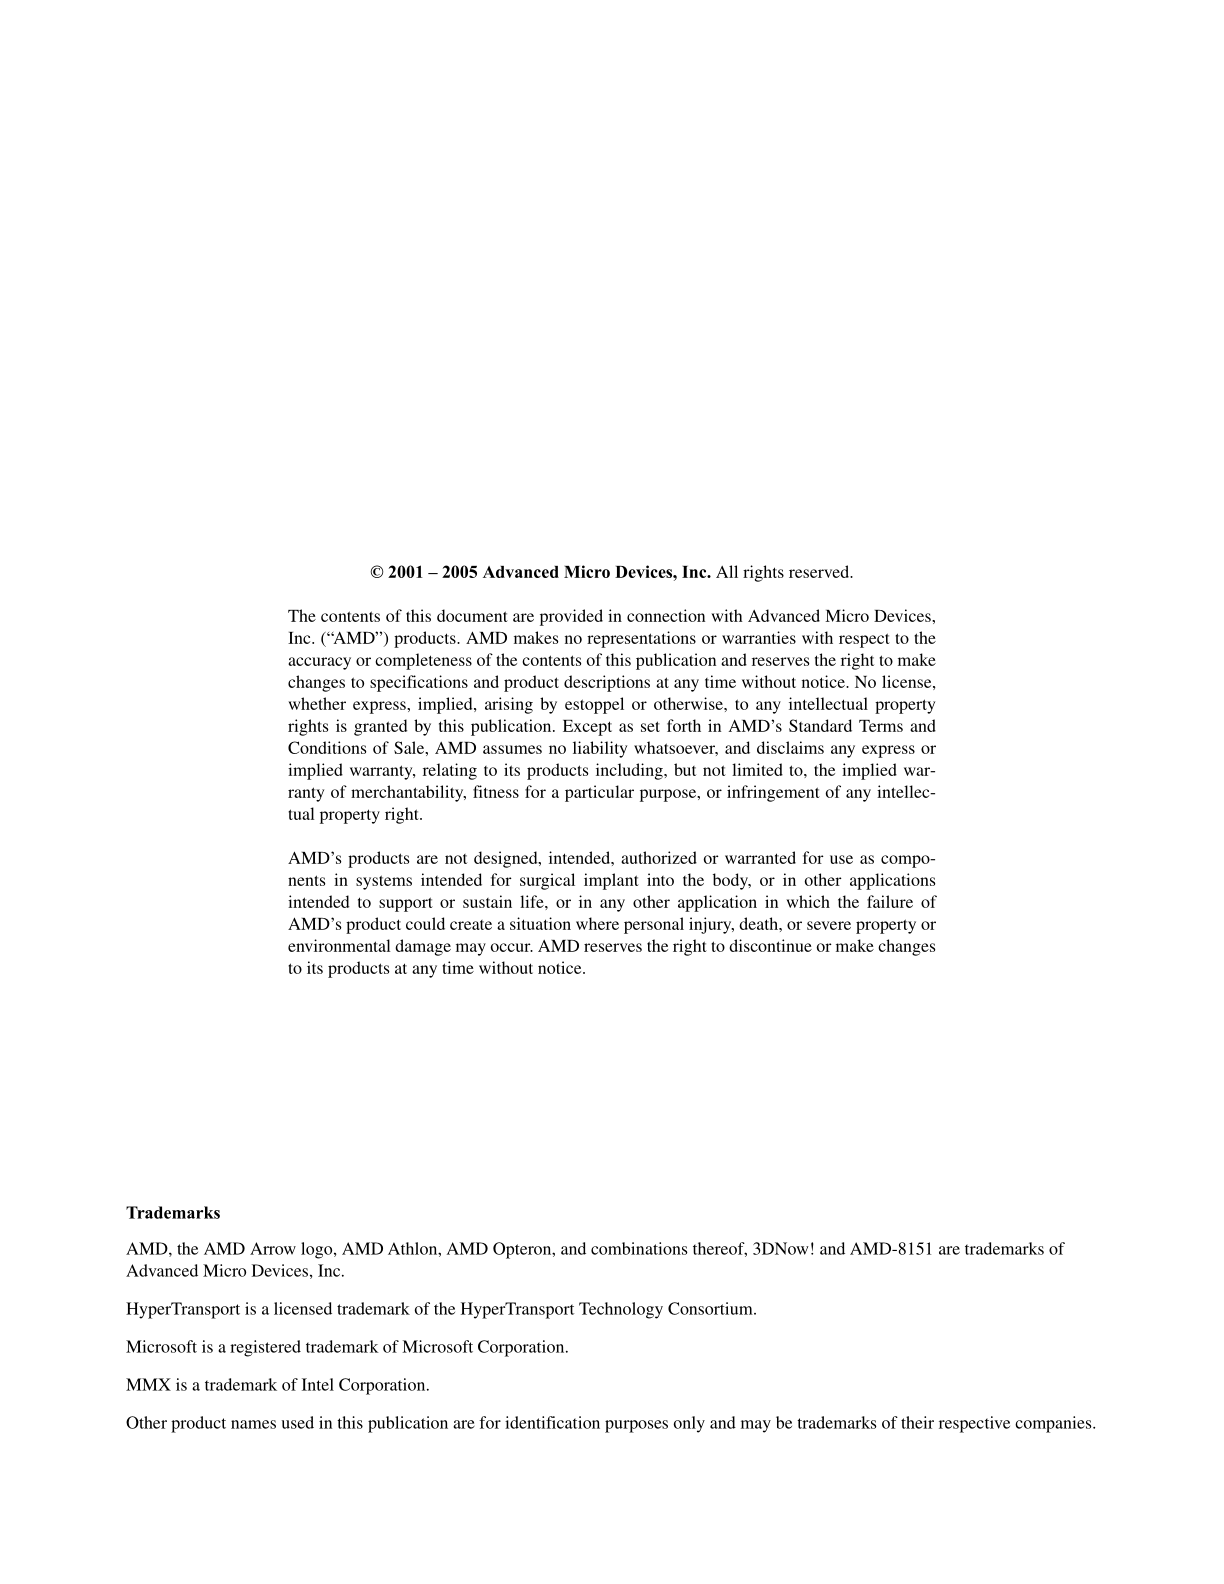 © 2001 – 2005 Advanced Micro Devices, Inc. All rights reserved.
The contents of this document are provided in connection with Advanced Micro Devices,
Inc. (“AMD”) products. AMD makes no representations or warranties with respect to the
accuracy or completeness of the contents of this publication and reserves the right to make
changes to specifications and product descriptions at any time without notice. No license,
whether express, implied, arising by estoppel or otherwise, to any intellectual property
rights is granted by this publication. Except as set forth in AMD’s Standard Terms and
Conditions of Sale, AMD assumes no liability whatsoever, and disclaims any express or
implied warranty, relating to its products including, but not limited to, the implied war-
ranty of merchantability, fitness for a particular purpose, or infringement of any intellec-
tual property right.
AMD’s products are not designed, intended, authorized or warranted for use as compo-
nents in systems intended for surgical implant into the body, or in other applications
intended to support or sustain life, or in any other application in which the failure of
AMD’s product could create a situation where personal injury, death, or severe property or
environmental damage may occur. AMD reserves the right to discontinue or make changes
to its products at any time without notice.
Trademarks
AMD, the AMD Arrow logo, AMD Athlon, AMD Opteron, and combinations thereof, 3DNow! and AMD-8151 are trademarks of
Advanced Micro Devices, Inc.
HyperTransport is a licensed trademark of the HyperTransport Technology Consortium.
Microsoft is a registered trademark of Microsoft Corporation.
MMX is a trademark of Intel Corporation.
Other product names used in this publication are for identification purposes only and may be trademarks of their respective companies.